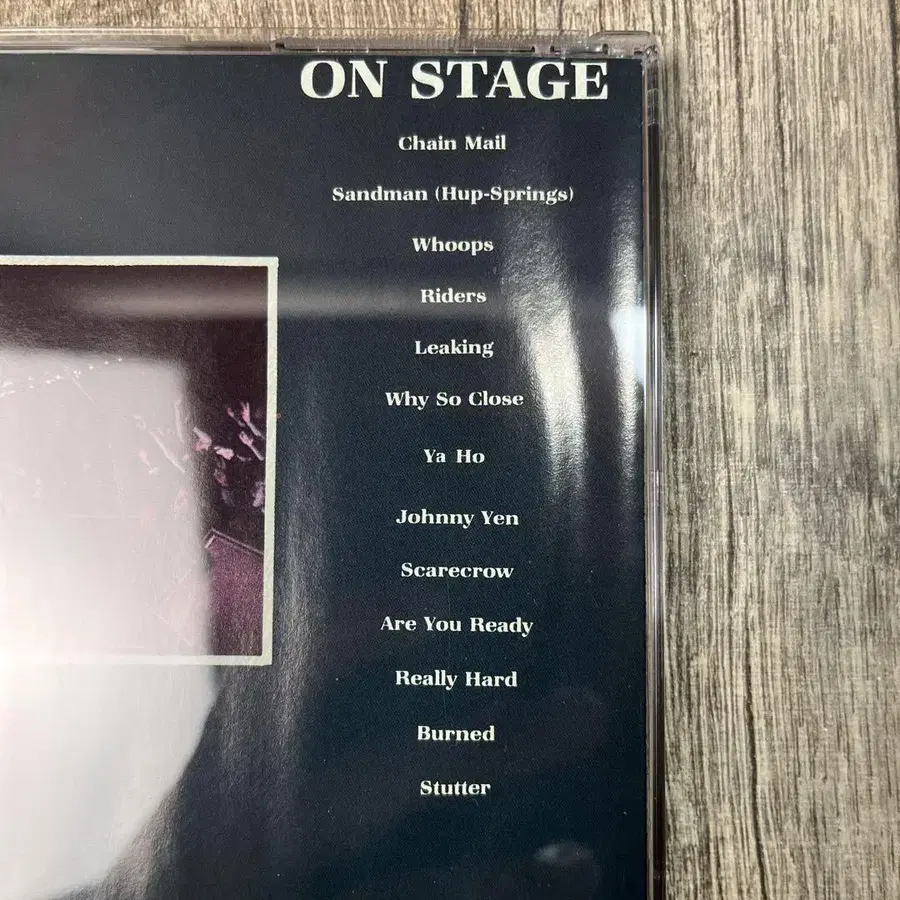 ON STAGE
Chain Mail
Sandman (Hup-Springs)
Whoops
Riders
Leaking
Why So Close
Ya Ho
Johnny Yen
Scarecrow
Are You Ready
Really Hard
Burned
Stutter